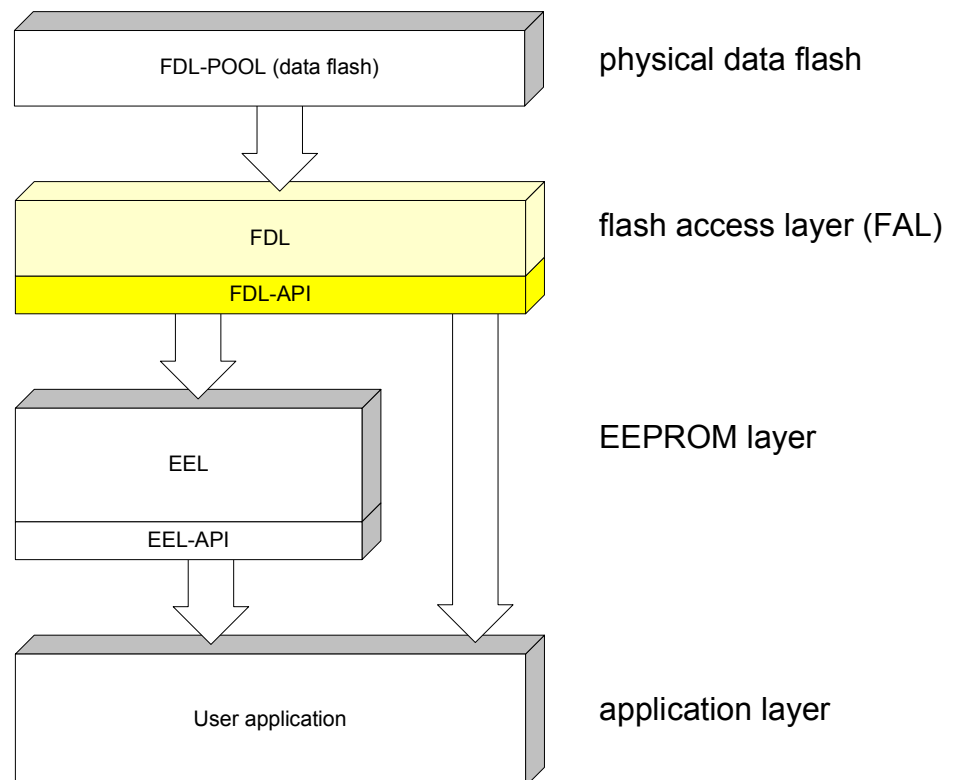 FDL-POOL (data flash)
physical data flash
FDL
flash access layer (FAL)
FDL-API
EEL
EEPROM layer
EEL-API
User application
application layer